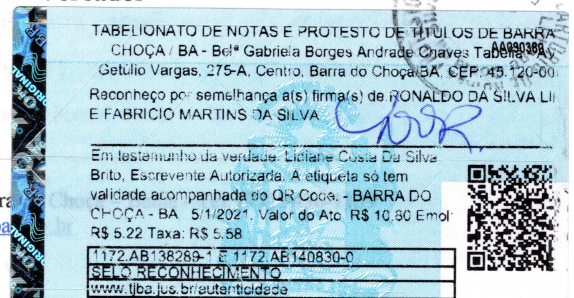 TABELIONATO DE NOTAS E PROTESTO DE TITULOS DE BARRA
CHOÇA / BA - Belª Gabriela Borges Andrade Chaves
AA090389
Getúlio Vargas, 275-A, Centro, Barra do Choça/BA, CEP: 45.120-00
Reconheço por semelhança a(s) firma(s) de RONALDO DA SILVA
E FABRICIO MARTINS DA SILVA
Em testemunho da verdade. Lidiane Costa Da Silva
Brito, Escrevente Autorizada. A etiqueta só tem
validade acompanhada do QR Code. - BARRA DO
CHOÇA - BA 5/1/2021. Valor do Ato R$ 10,80 Emol
R$ 5.22 Taxa: R$ 5.58
1172.AB138289-1 E 1172.AB140830-0
SELO RECONHECIMENTO
www.tjba.jus.br/autenticidade
ORIGINAL
ORIGINAL